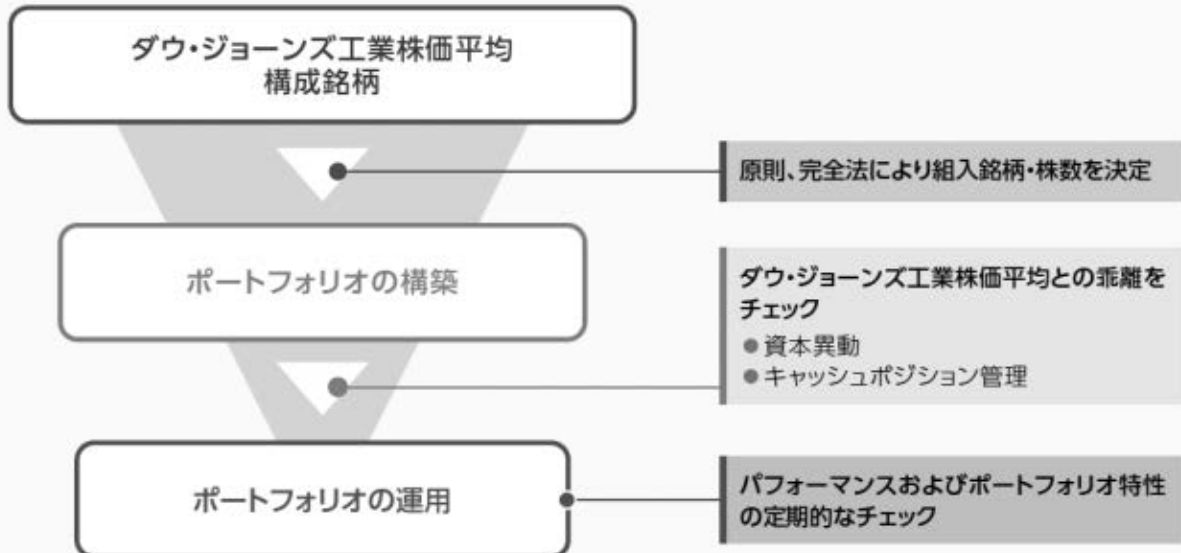 ダウ・ジョーンズ工業株価平均
構成銘柄
原則、完全法により組入銘柄・株数を決定
ポートフォリオの構築
ダウ・ジョーンズ工業株価平均との乖離を
チェック
●資本異動
●キャッシュポジション管理
ポートフォリオの運用
パフォーマンスおよびポートフォリオ特性
の定期的なチェック